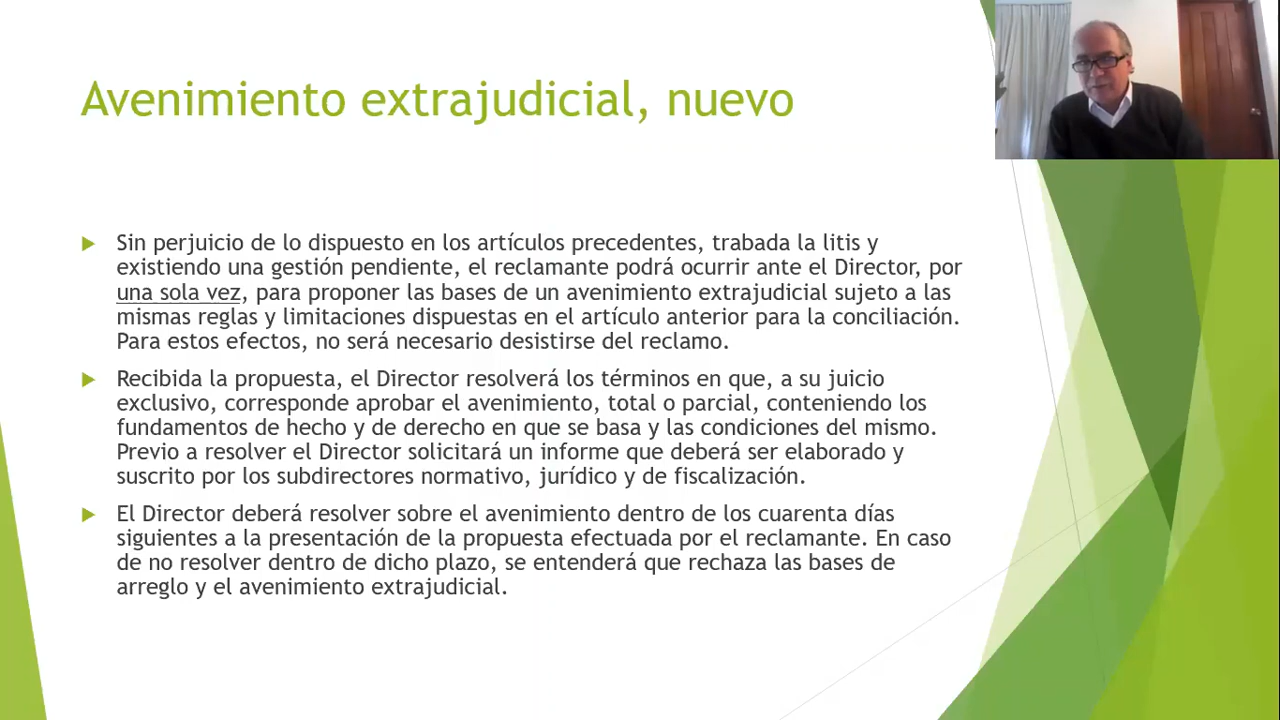 Avenimiento extrajudicial, nuevo
Sin perjuicio de lo dispuesto en los artículos precedentes, trabada la litis y
existiendo una gestión pendiente, el reclamante podrá ocurrir ante el Director, por
una sola vez, para proponer las bases de un avenimiento extrajudicial sujeto a las
mismas reglas y limitaciones dispuestas en el artículo anterior para la conciliación.
Para estos efectos, no será necesario desistirse del reclamo.
Recibida la propuesta, el Director resolverá los términos en que, a su juicio
exclusivo, corresponde aprobar el avenimiento, total o parcial, conteniendo los
fundamentos de hecho y de derecho en que se basa y las condiciones del mismo.
Previo a resolver el Director solicitará un informe que deberá ser elaborado y
suscrito por los subdirectores normativo, jurídico y de fiscalización.
El Director deberá resolver sobre el avenimiento dentro de los cuarenta días
siguientes a la presentación de la propuesta efectuada por el reclamante. En caso
de no resolver dentro de dicho plazo, se entenderá que rechaza las bases de
arreglo y el avenimiento extrajudicial.